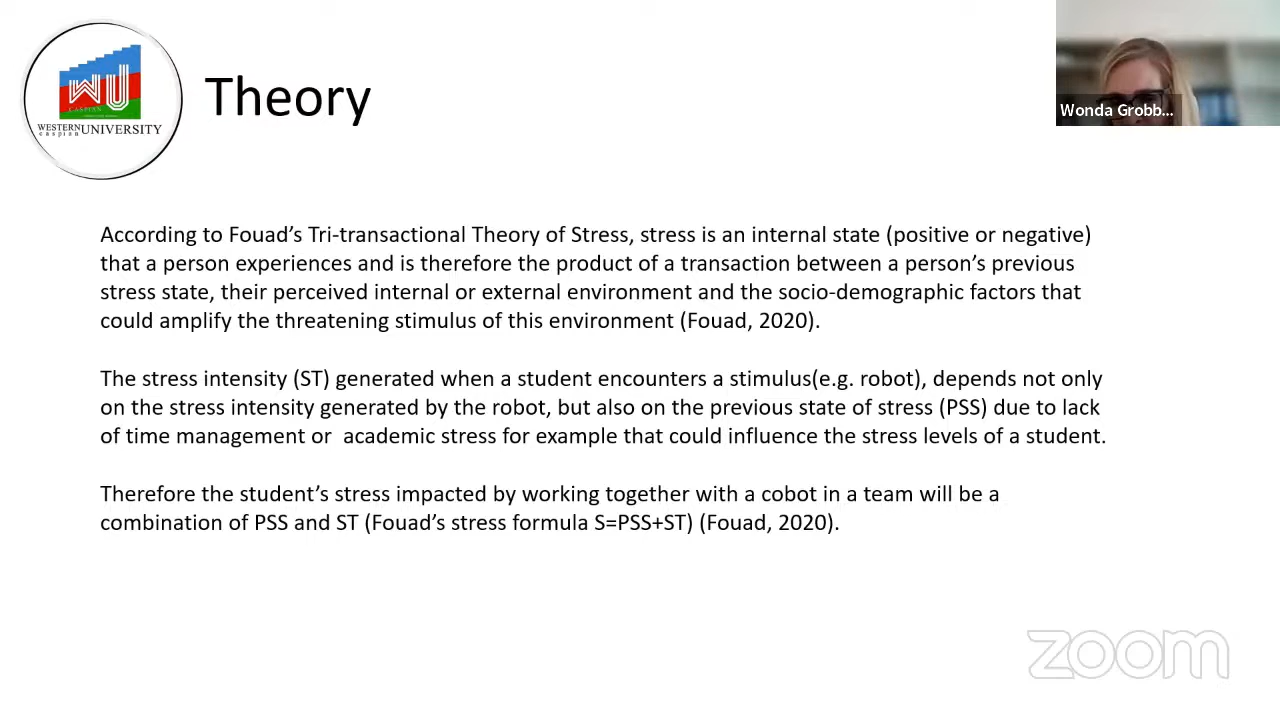 WU
CASPIAN
WESTERN UNIVERSITY
caspian
Theory
Wonda Grobb...
According to Fouad’s Tri-transactional Theory of Stress, stress is an internal state (positive or negative)
that a person experiences and is therefore the product of a transaction between a person’s previous
stress state, their perceived internal or external environment and the socio-demographic factors that
could amplify the threatening stimulus of this environment (Fouad, 2020).
The stress intensity (ST) generated when a student encounters a stimulus(e.g. robot), depends not only
on the stress intensity generated by the robot, but also on the previous state of stress (PSS) due to lack
of time management or  academic stress for example that could influence the stress levels of a student.
Therefore the student’s stress impacted by working together with a cobot in a team will be a
combination of PSS and ST (Fouad’s stress formula S=PSS+ST) (Fouad, 2020).
zoom